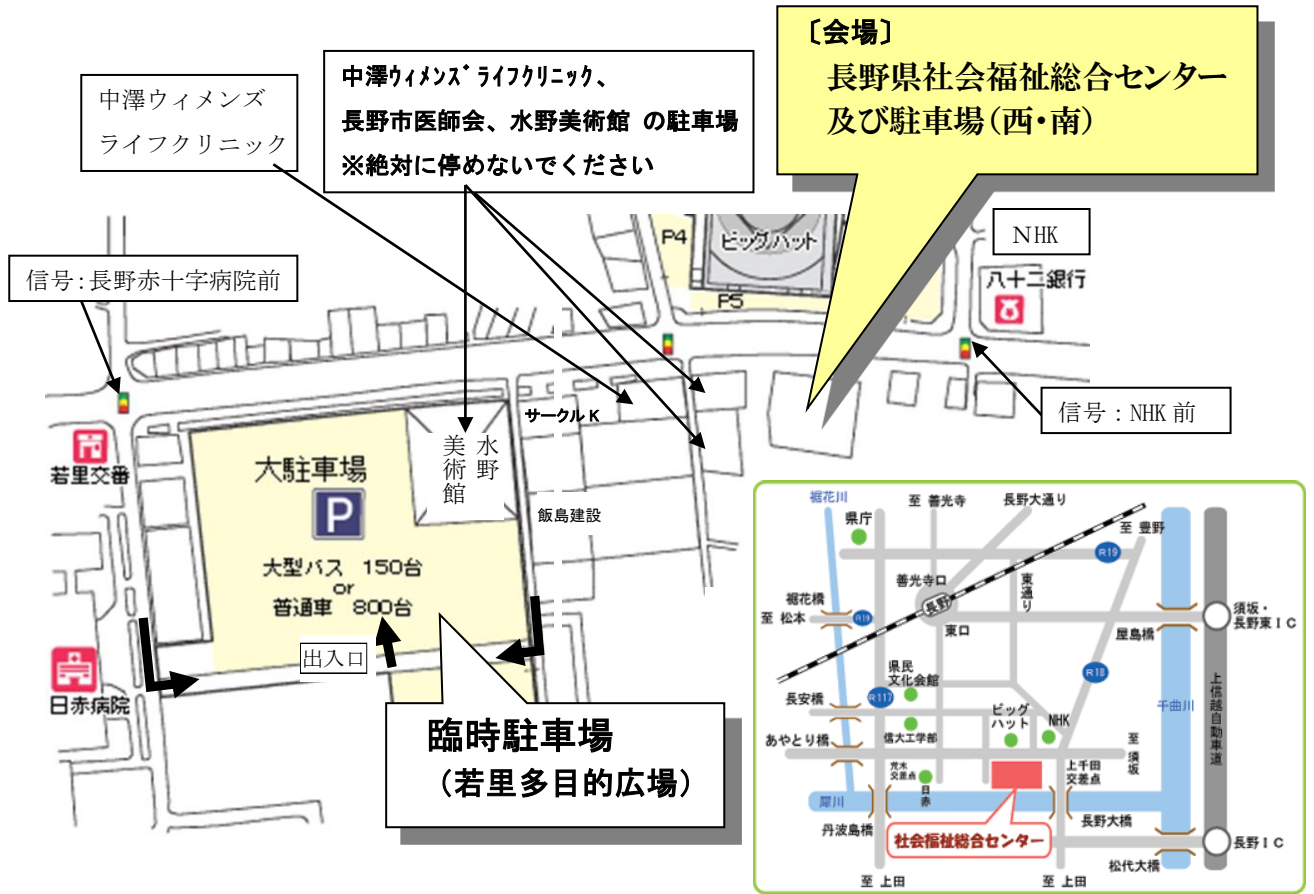 〔会場〕
長野県社会福祉総合センター
及び駐車場(西・南)
中澤ウィメンズ
ライフクリニック
中澤ｳｨﾒﾝｽﾞ ﾗｲﾌｸﾘﾆｯｸ、
長野市医師会、水野美術館 の駐車場
※絶対に停めないでください
信号:長野赤十字病院前
P4
ビッグハット
P5
NHK
八十二銀行
信号：NHK 前
若里交番
大駐車場
P
大型バス 150台
or
普通車 800台
水野
美術館
サークル K
飯島建設
出入口
日赤病院
臨時駐車場
（若里多目的広場）
裾花川
至 善光寺
長野大通り
県庁
至 豊野
R19
善光寺口
東通り
裾花橋
長野
至 松本
R19
東口
屋島橋
須坂・
長野東ＩＣ
県民
文化会館
R18
長安橋
R117
千曲川
上信越自動車道
ビッグ
ハット
NHK
あやとり橋
信大工学部
至 須坂
荒木
交差点
日赤
上千田
交差点
犀川
丹波島橋
長野大橋
社会福祉総合センター
長野ＩＣ
松代大橋
至 上田
至 上田